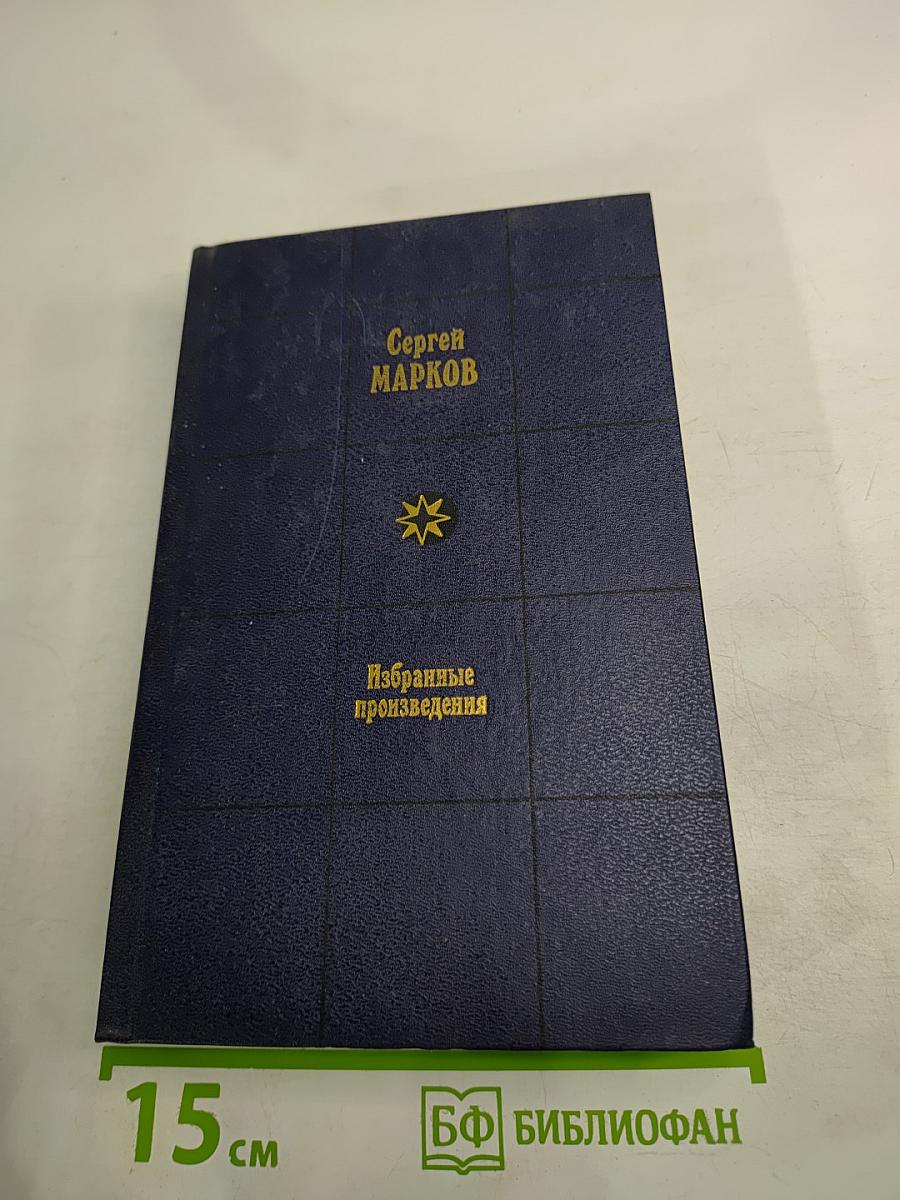 Сергей
МАРКОВ
Избранные
произведения
15 см
БФ БИБЛИОФАН